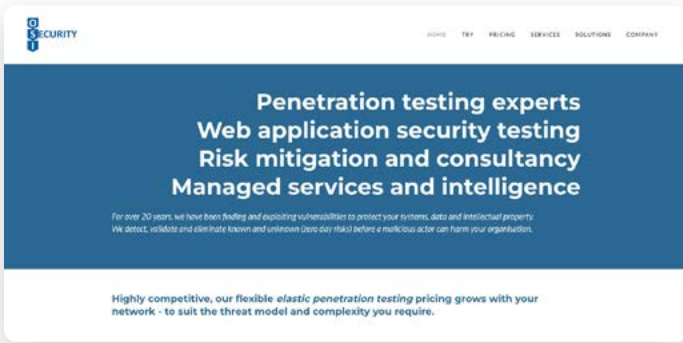 OSI SECURITY
HOME TRY PRICING SERVICES SOLUTIONS COMPANY
Penetration testing experts
Web application security testing
Risk mitigation and consultancy
Managed services and intelligence
For over 20 years, we have been finding and exploiting vulnerabilities to protect your systems, data and intellectual property.
We detect, validate and eliminate known and unknown (zero day risks) before a malicious actor can harm your organisation.
Highly competitive, our flexible elastic penetration testing pricing grows with your
network - to suit the threat model and complexity you require.